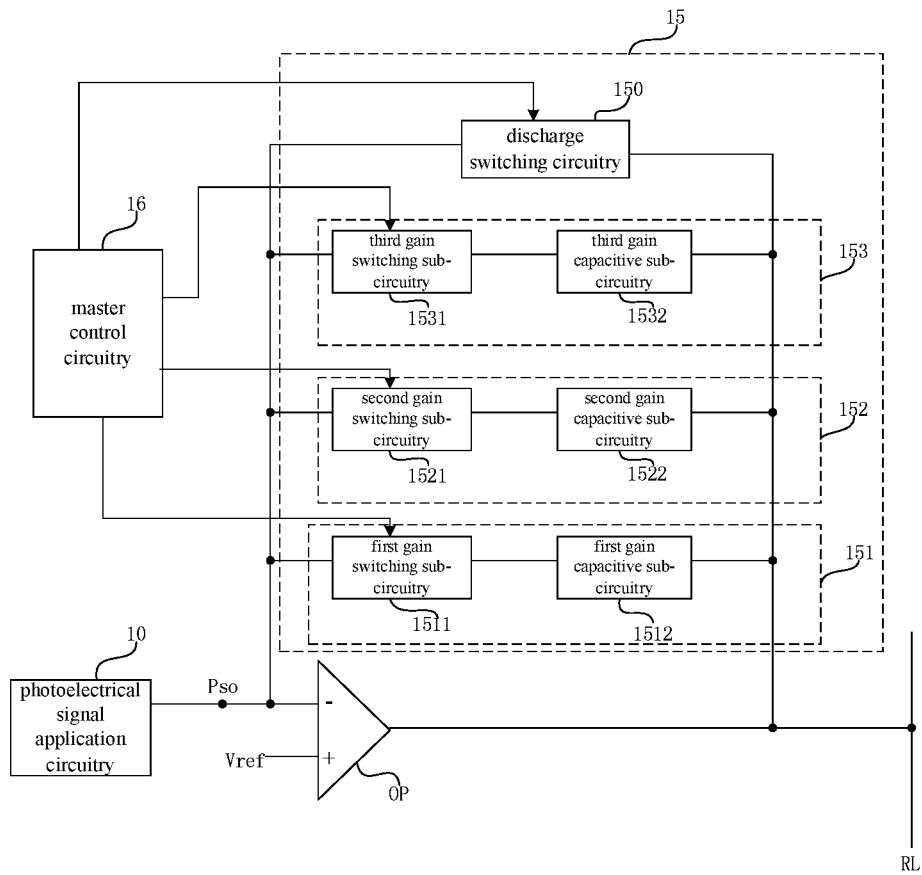 15
150
discharge
switching circuitry
16
master
control
circuitry
third gain
switching sub-
circuitry
1531
third gain
capacitive sub-
circuitry
1532
153
second gain
switching sub-
circuitry
1521
second gain
capacitive sub-
circuitry
1522
152
first gain
switching sub-
circuitry
1511
first gain
capacitive sub-
circuitry
1512
151
10
photoelectrical
signal
application
circuitry
Pso
-
Vref
+
OP
RL